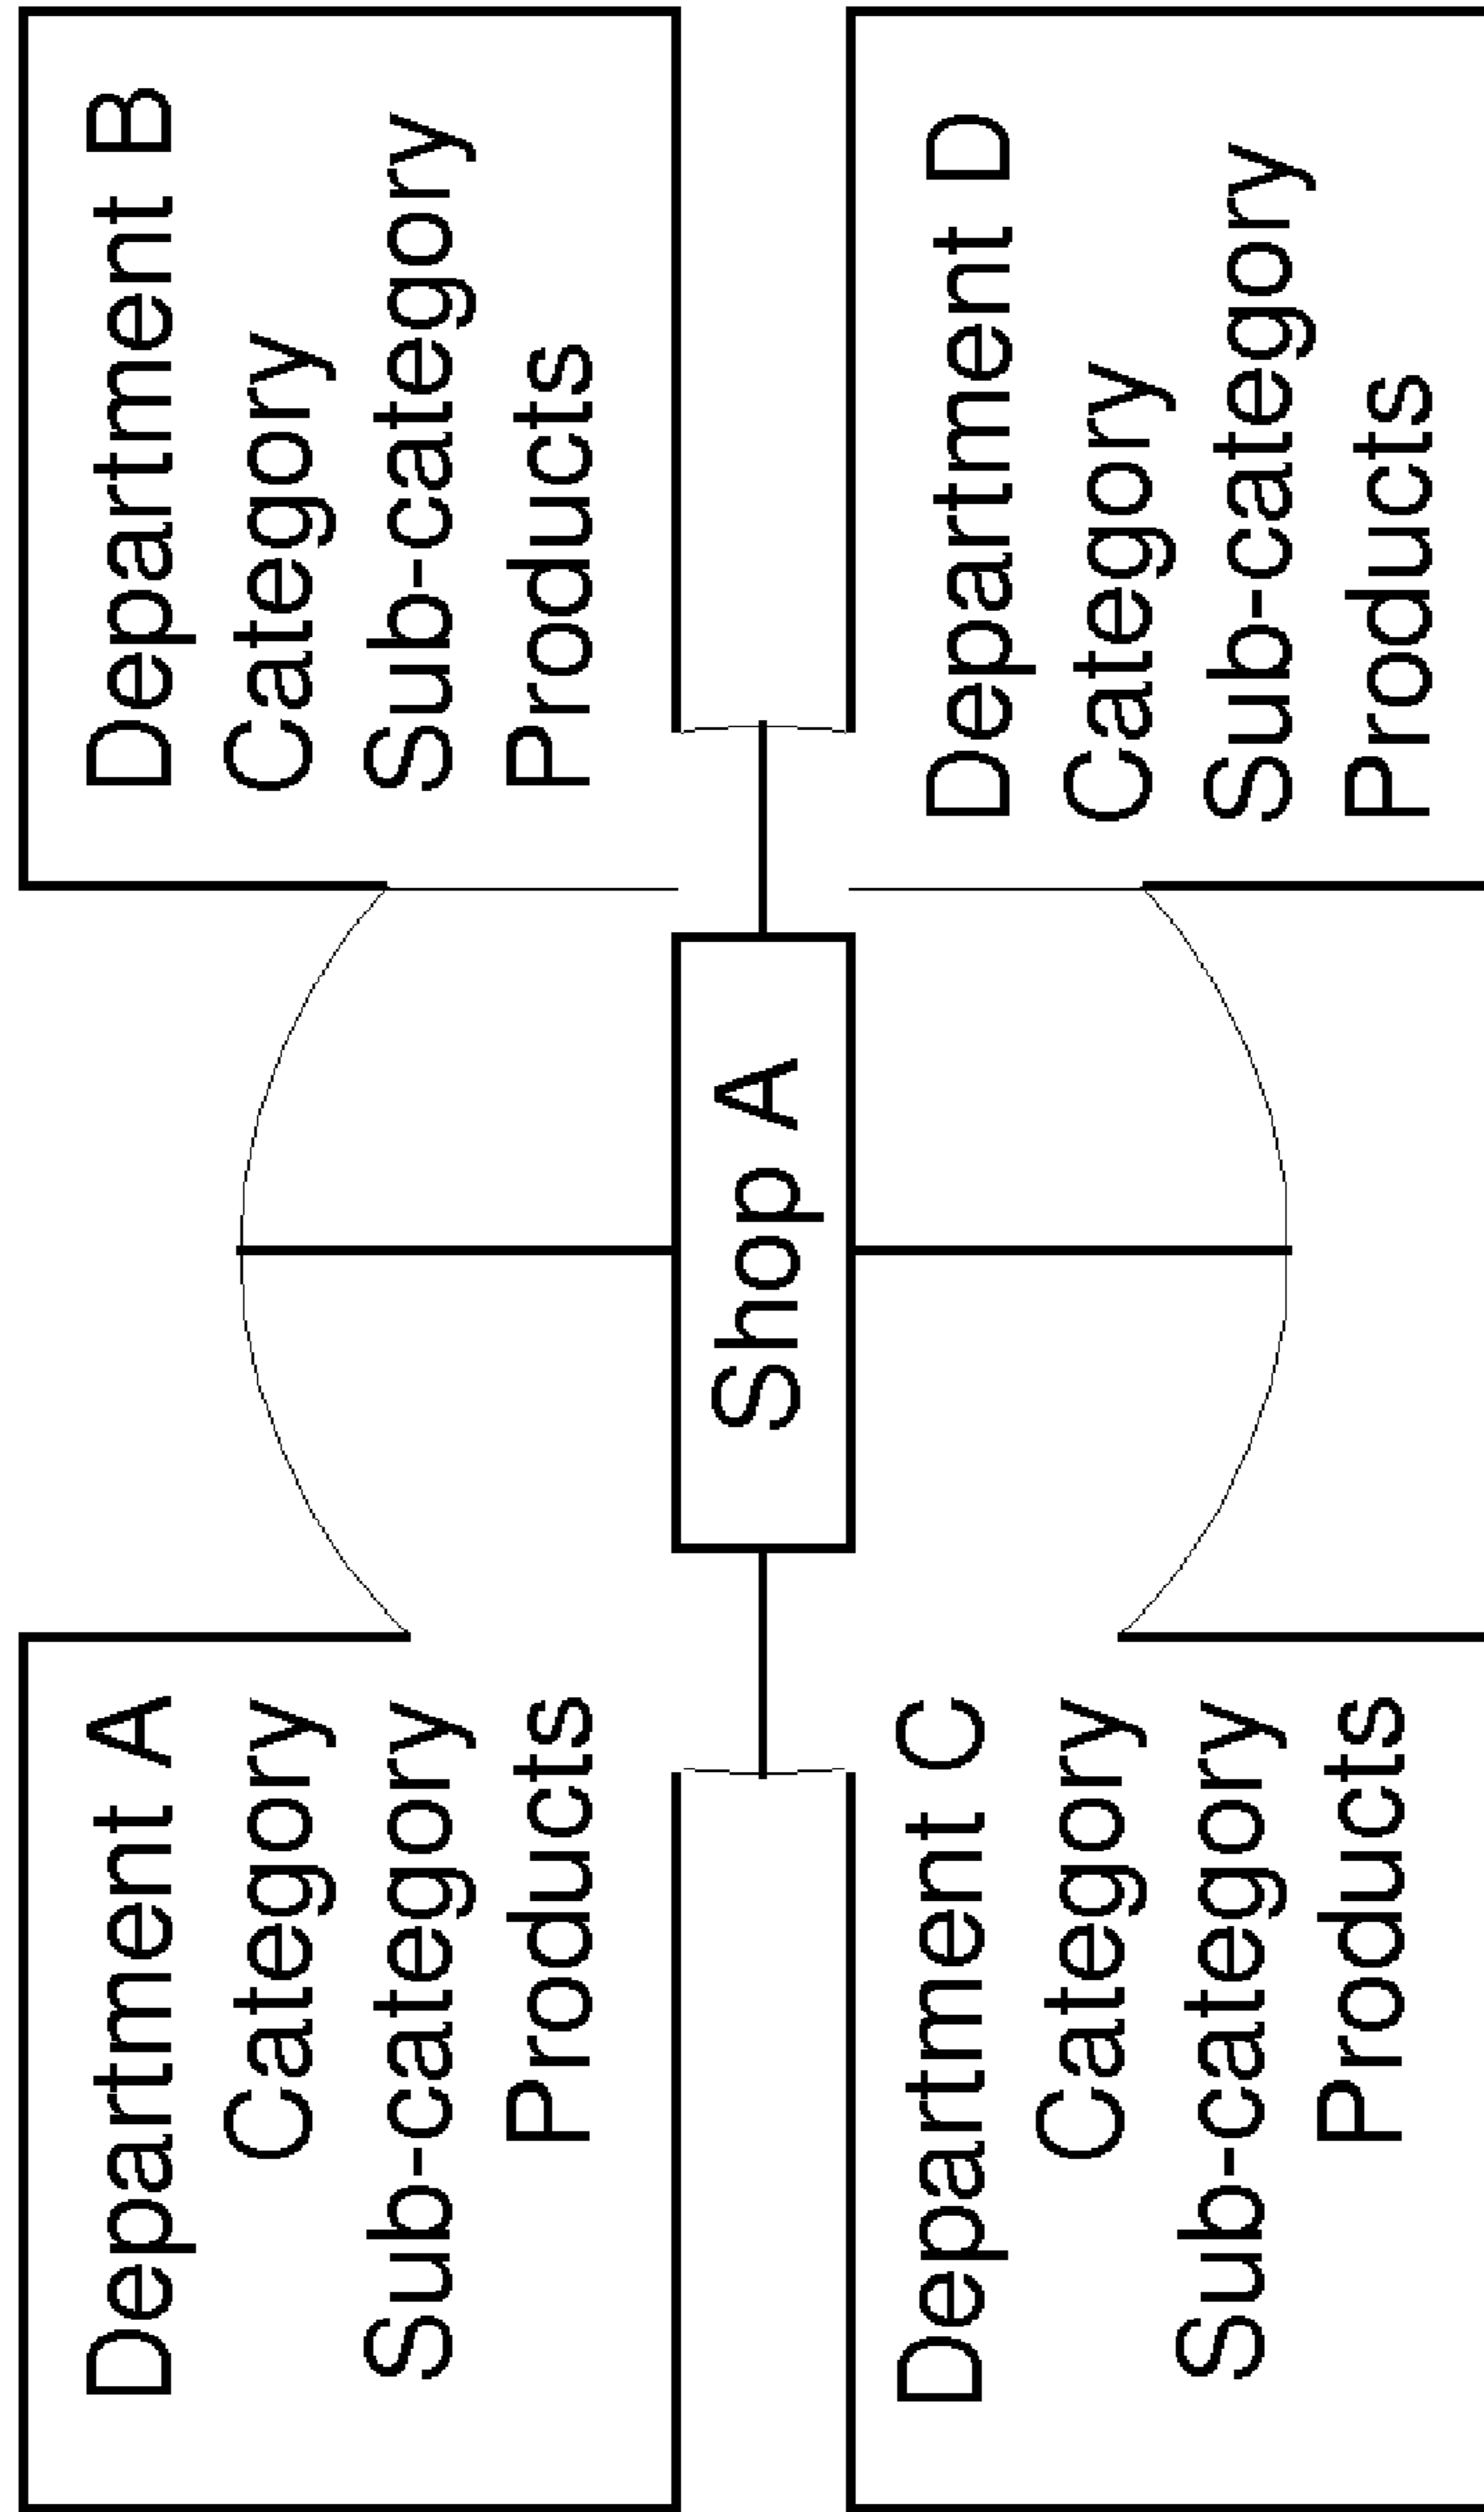 Department A
Category
Sub-category
Products
Department B
Category
Sub-category
Products
Shop A
Department C
Category
Sub-category
Products
Department D
Category
Sub-category
Products